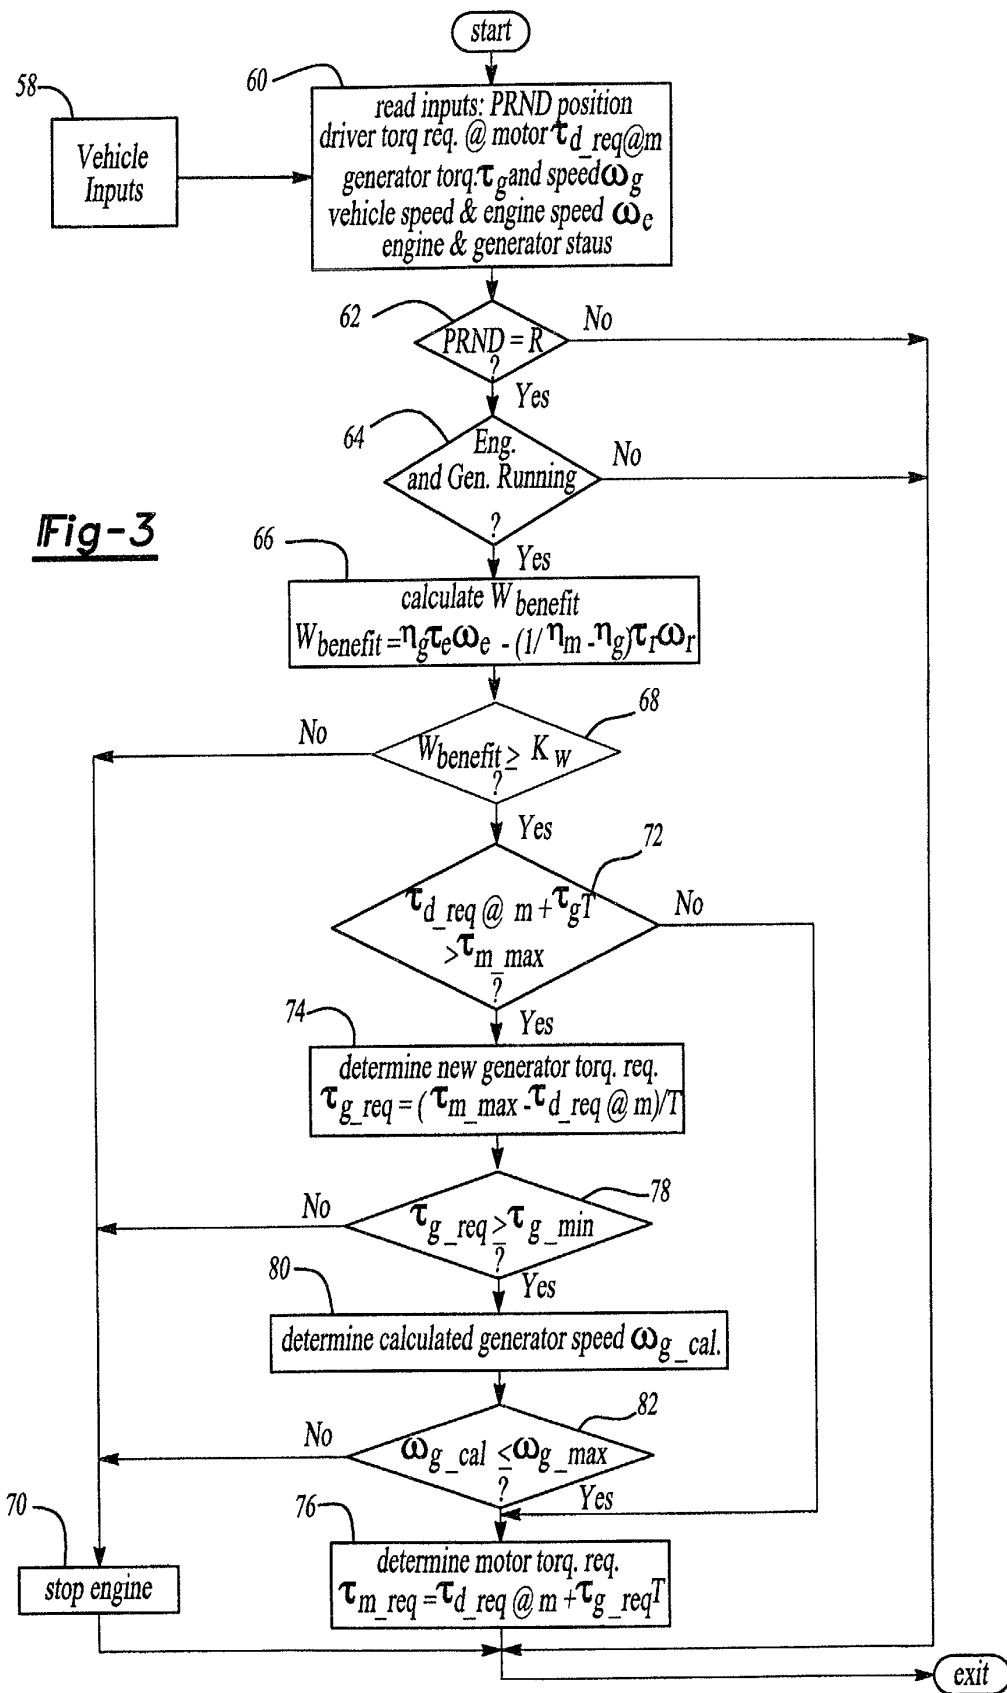 start
60
58
read inputs: PRND position
driver torq req. @ motor τd_req@m
generator torq.τg and speed ωg
vehicle speed & engine speed ωe
engine & generator staus
Vehicle
Inputs
62
No
PRND = R
?
Yes
64
Eng.
and Gen. Running
?
No
Fig-3
Yes
66
calculate Wbenefit
Wbenefit = ηgτeωe - (1/ηm - ηg)τrωr
68
No
Wbenefit ≥ Kw
?
Yes
72
τd_req @ m + τgT
> τm_max
?
No
Yes
74
determine new generator torq. req.
τg_req = (τm_max - τd_req @ m)/T
78
No
τg_req ≥ τg_min
?
Yes
80
determine calculated generator speed ωg_cal.
82
No
ωg_cal ≤ ωg_max
?
Yes
70
76
stop engine
determine motor torq. req.
τm_req = τd_req @ m + τg_reqT
exit